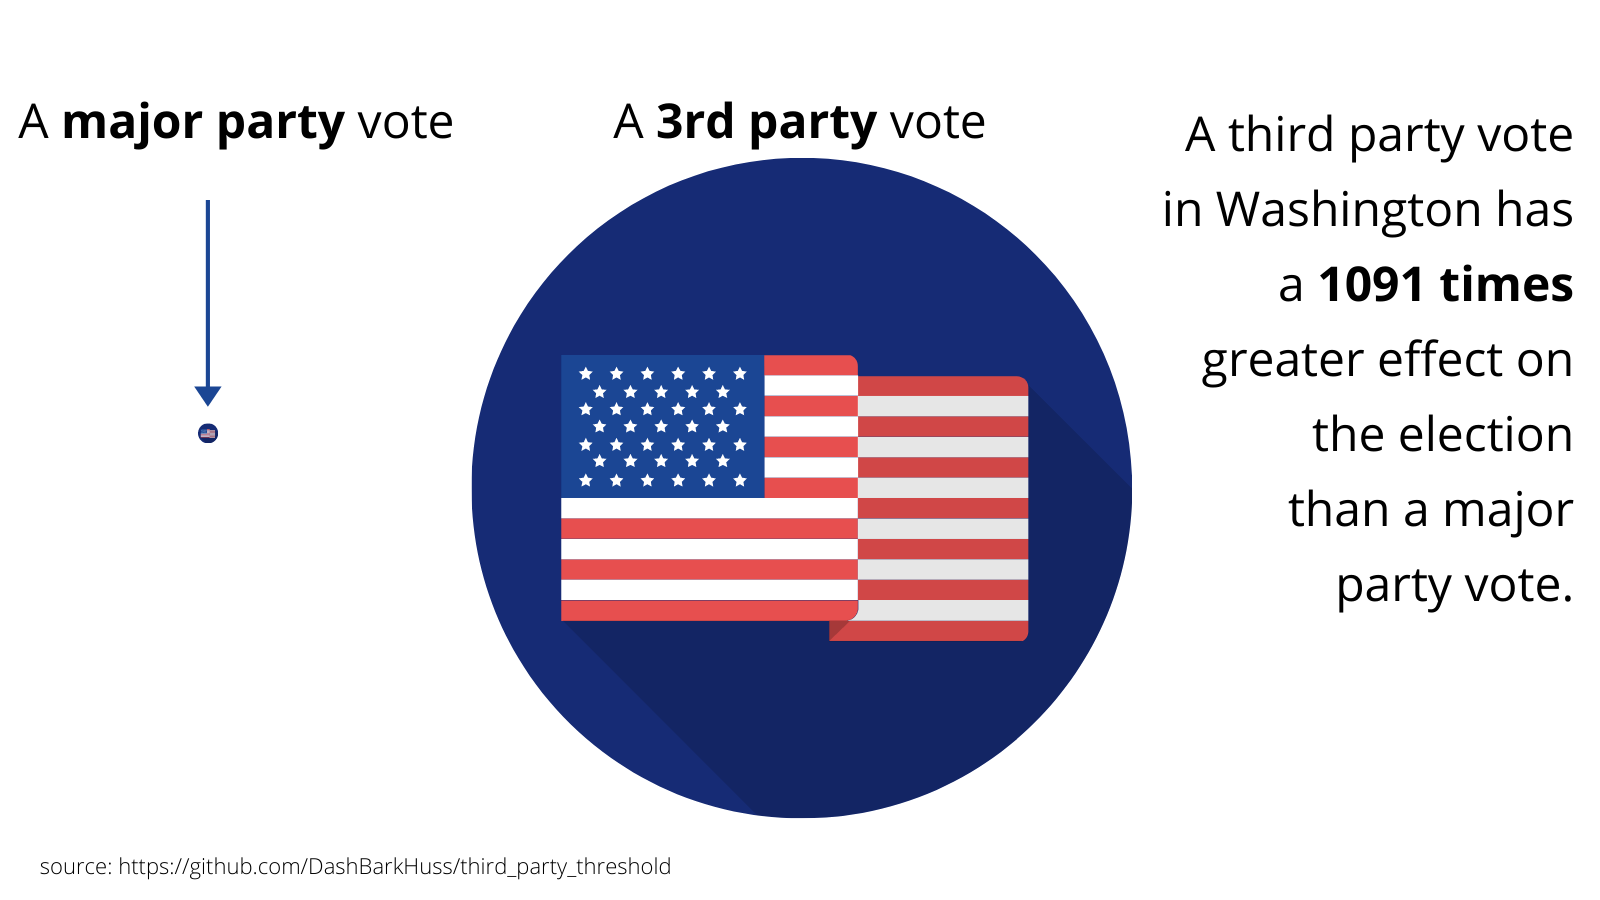 A major party vote
A 3rd party vote
A third party vote
in Washington has
a 1091 times
greater effect on
the election
than a major
party vote.
source: https://github.com/DashBarkHuss/third_party_threshold